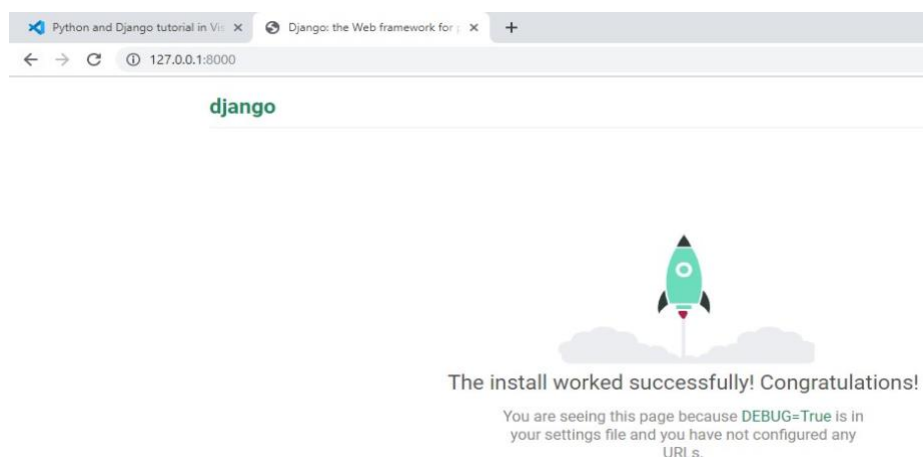 Python and Django tutorial in Vis
Django: the Web framework for p
127.0.0.1:8000
django
The install worked successfully! Congratulations!
You are seeing this page because DEBUG=True is in
your settings file and you have not configured any
URLs.